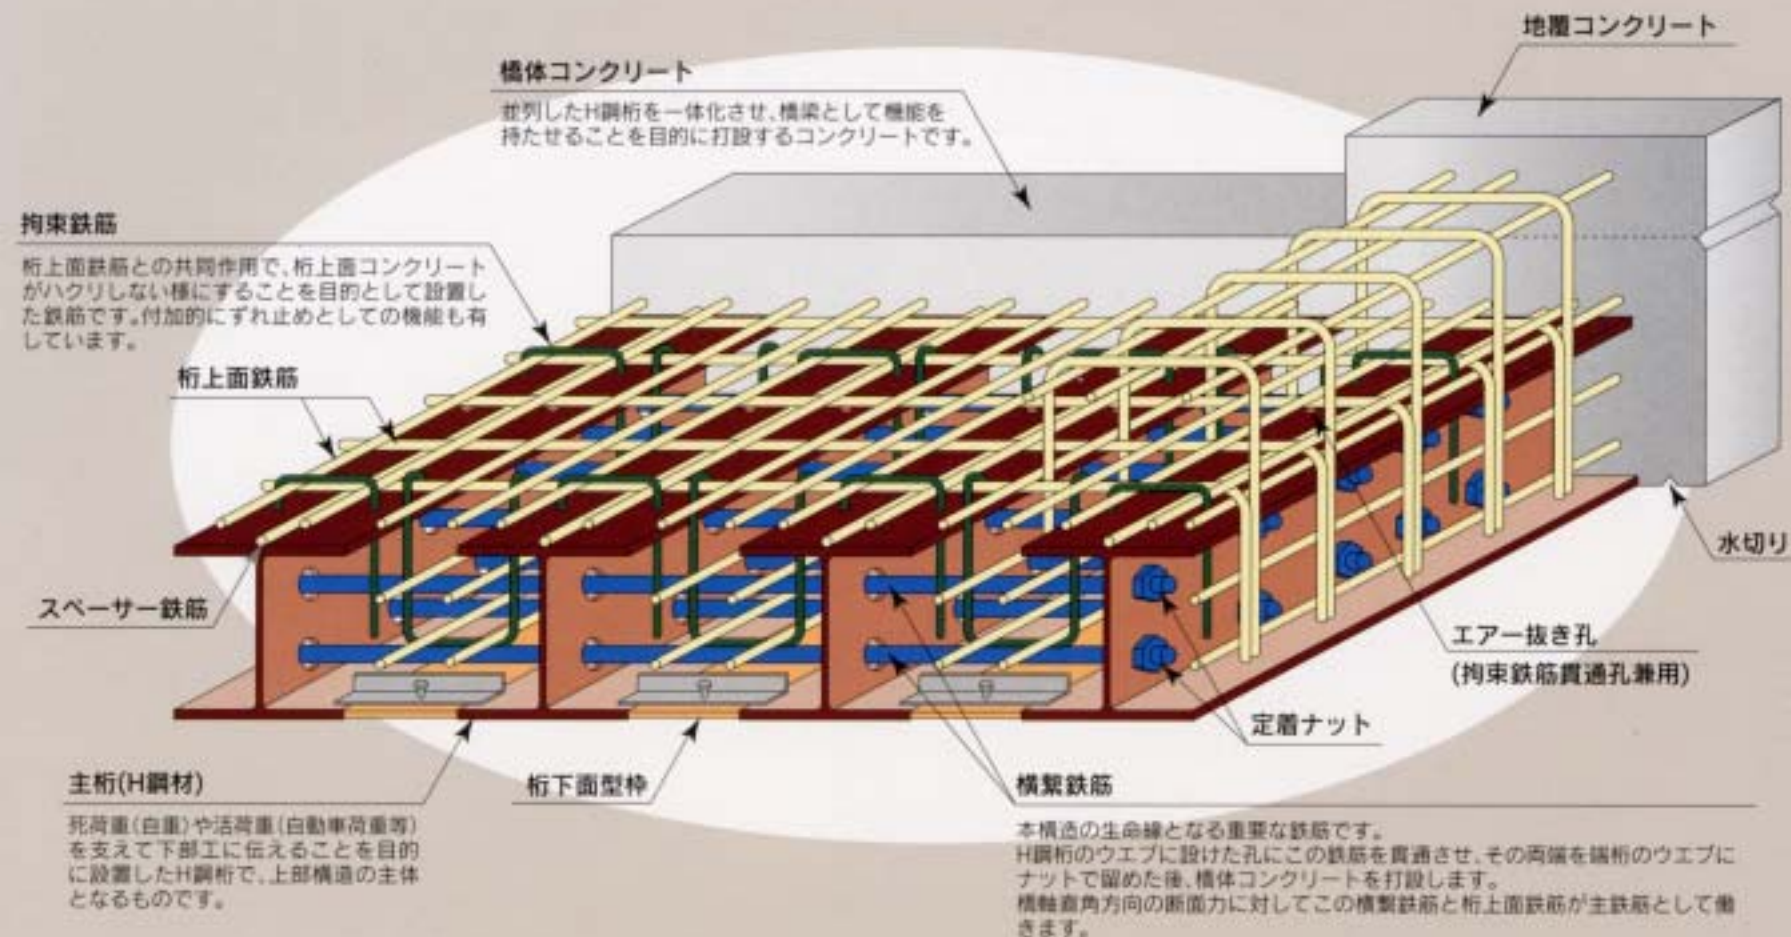 地覆コンクリート
橋体コンクリート
並列したH鋼桁を一体化させ、橋梁として機能を
持たせることを目的に打設するコンクリートです。
拘束鉄筋
桁上面鉄筋との共同作用で、桁上面コンクリート
がハクリしない様にすることを目的として設置し
た鉄筋です。付加的にずれ止めとしての機能も有
しています。
桁上面鉄筋
スペーサー鉄筋
水切り
エアー抜き孔
(拘束鉄筋貫通孔兼用)
定着ナット
主桁(H鋼材)
死荷重(自重)や活荷重(自動車荷重等)
を支えて下部工に伝えることを目的
に設置したH鋼桁で、上部構造の主体
となるものです。
桁下面型枠
横繋鉄筋
本構造の生命線となる重要な鉄筋です。
H鋼桁のウエブに設けた孔にこの鉄筋を貫通させ、その両端を端桁のウエブに
ナットで留めた後、橋体コンクリートを打設します。
橋軸直角方向の断面力に対してこの横繋鉄筋と桁上面鉄筋が主鉄筋として働
きます。